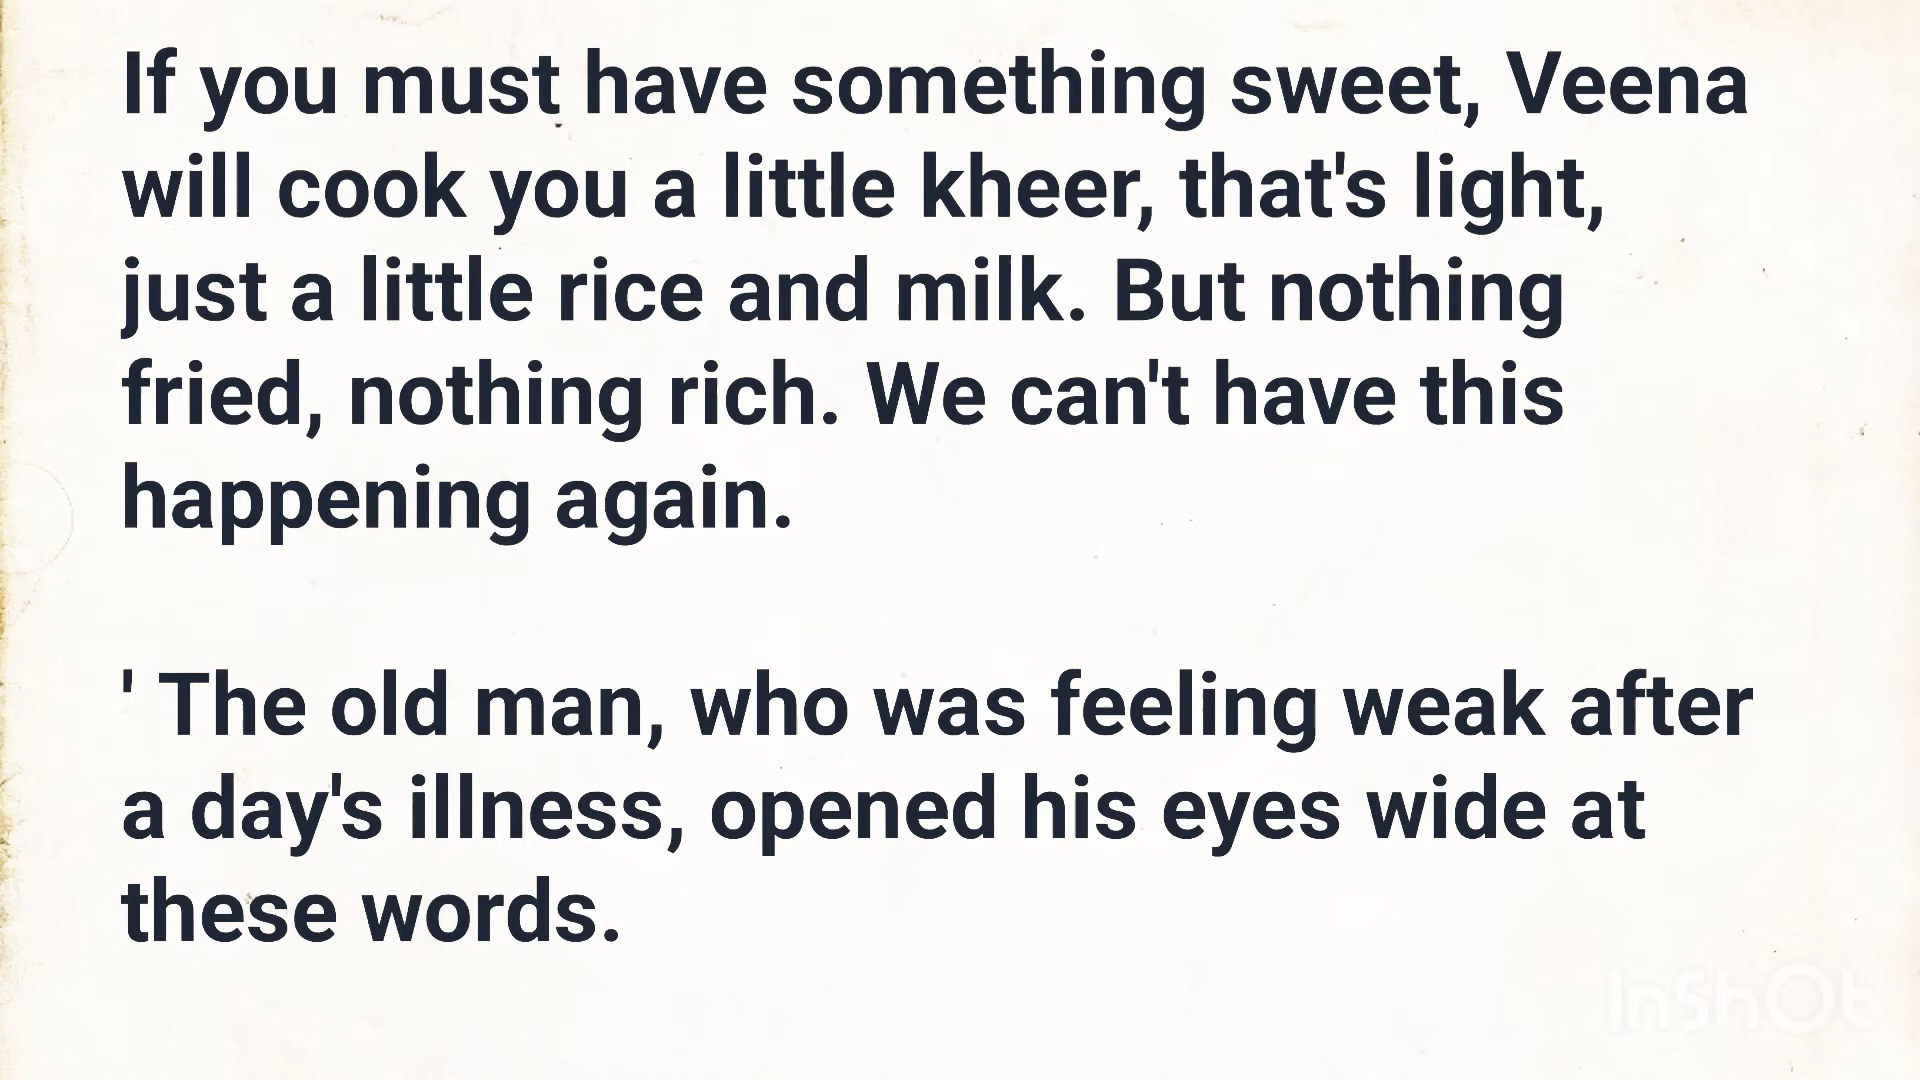 If you must have something sweet, Veena
will cook you a little kheer, that's light,
just a little rice and milk. But nothing
fried, nothing rich. We can't have this
happening again.
' The old man, who was feeling weak after
a day's illness, opened his eyes wide at
these words.
InShOt